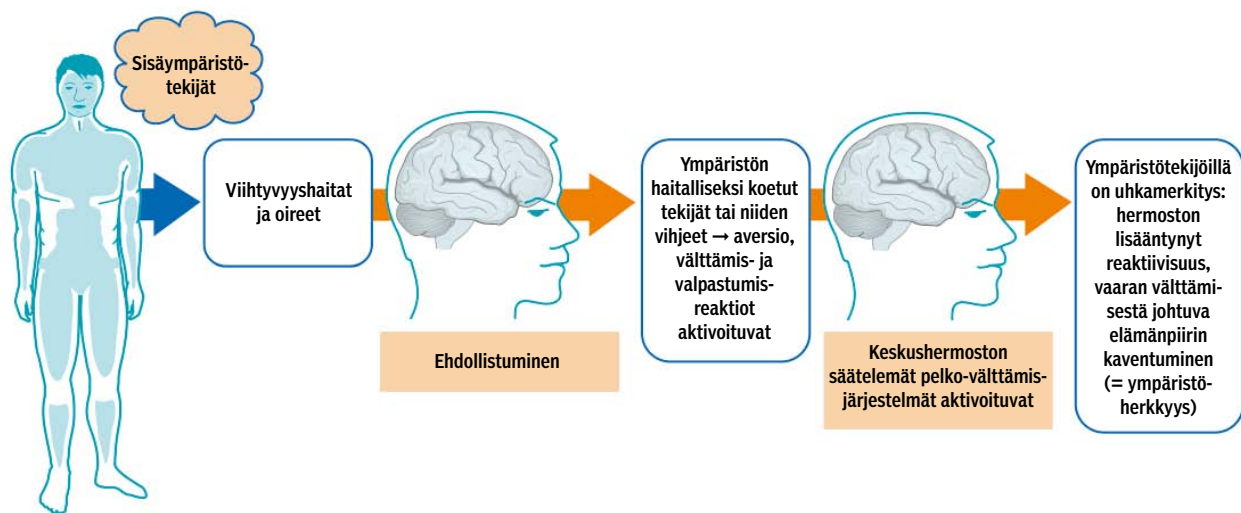 Sisäympäristö-
tekijät
Viihtyvyyshaitat
ja oireet
Ehdollistuminen
Ympäristön
haitalliseksi koetut
tekijät tai niiden
vihjeet → aversio,
välttämis- ja
valpastumis-
reaktiot
aktivoituvat
Keskushermoston
säätelemät pelko-välttämis-
järjestelmät aktivoituvat
Ympäristötekijöillä
on uhkamerkitys:
hermoston
lisääntynyt
reaktiivisuus,
vaaran välttämi-
sestä johtuva
elämänpiirin
kaventuminen
(= ympäristö-
herkkyys)